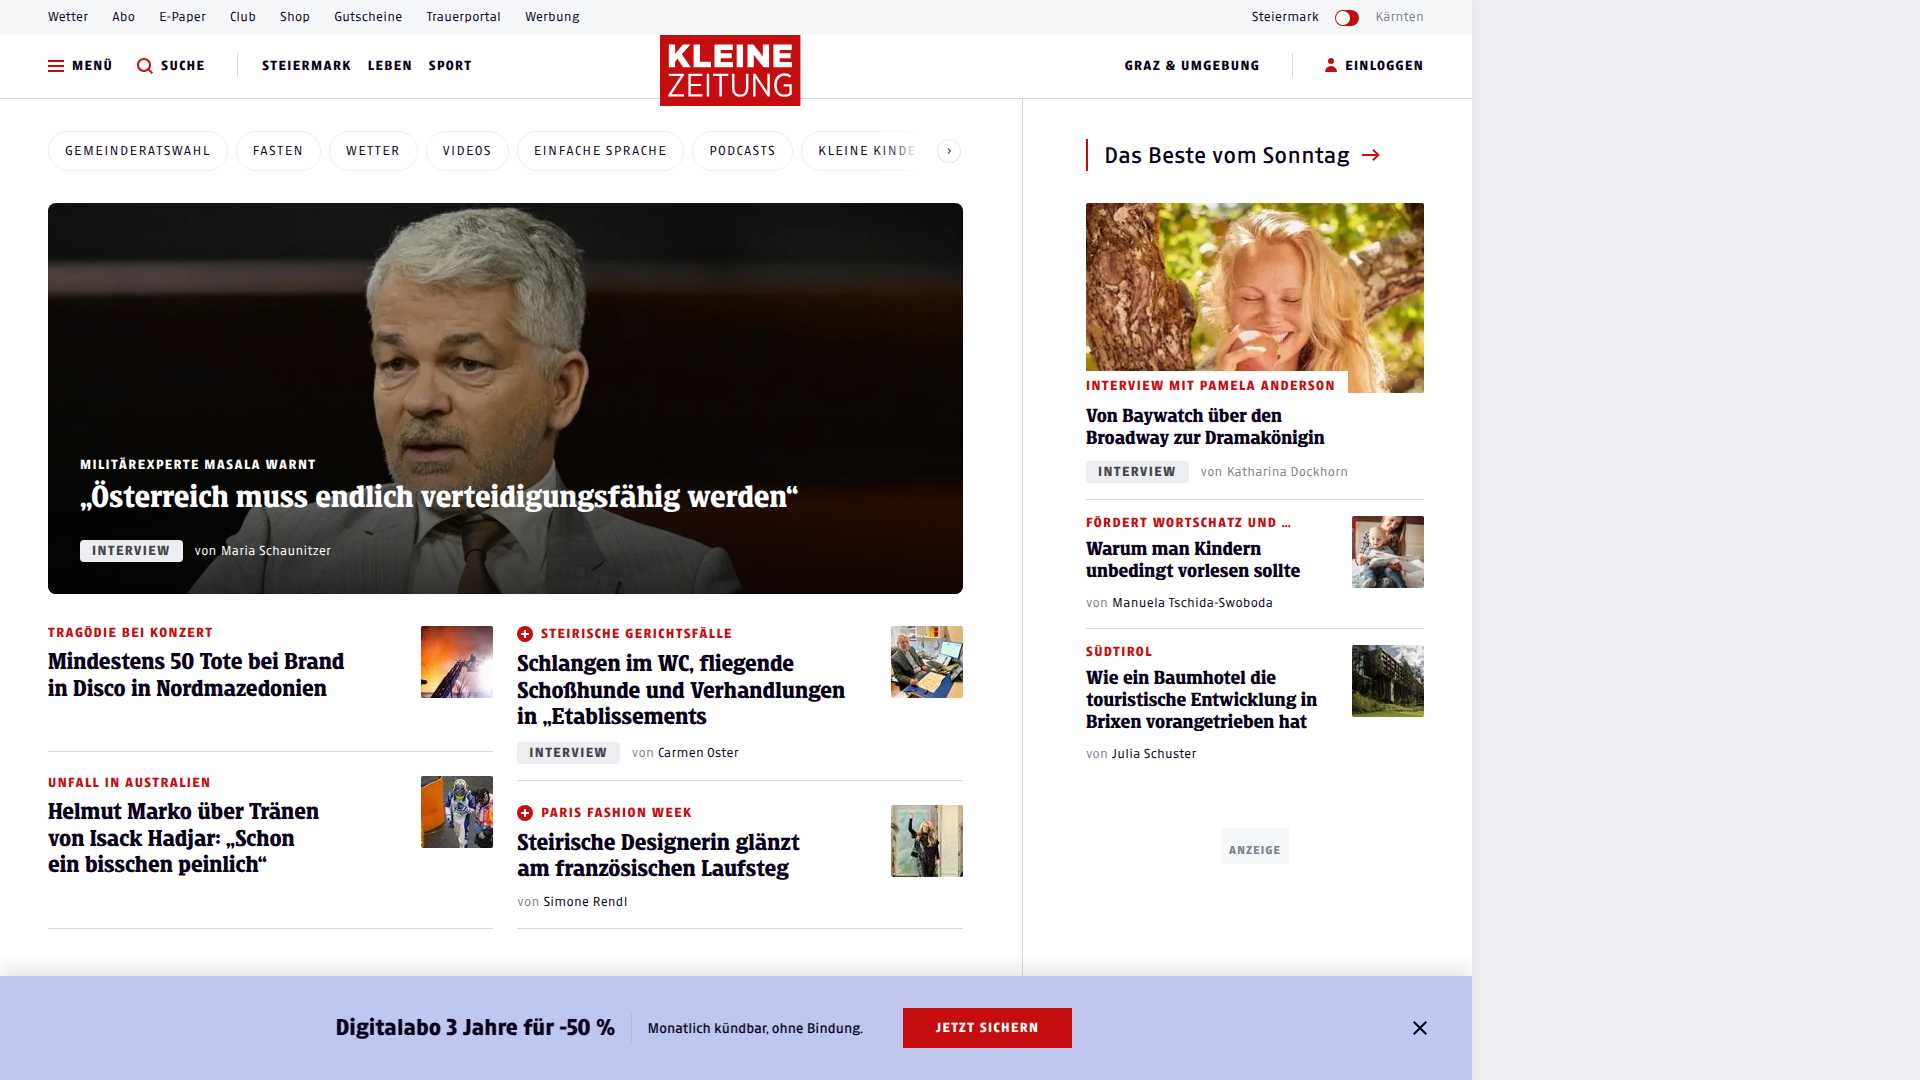 Wetter Abo E-Paper Club Shop Gutscheine Trauerportal Werbung Steiermark Kärnten
MENÜ SUCHE STEIERMARK LEBEN SPORT KLEINE ZEITUNG GRAZ & UMGEBUNG EINLOGGEN
GEMEINDERATSWAHL FASTEN WETTER VIDEOS EINFACHE SPRACHE PODCASTS KLEINE KINDE
MILITÄREXPERTE MASALA WARNT
„Österreich muss endlich verteidigungsfähig werden“
INTERVIEW von Maria Schaunitzer
TRAGÖDIE BEI KONZERT
Mindestens 50 Tote bei Brand
in Disco in Nordmazedonien
UNFALL IN AUSTRALIEN
Helmut Marko über Tränen
von Isack Hadjar: „Schon
ein bisschen peinlich“
STEIRISCHE GERICHTSFÄLLE
Schlangen im WC, fliegende
Schoßhunde und Verhandlungen
in „Etablissements
INTERVIEW von Carmen Oster
PARIS FASHION WEEK
Steirische Designerin glänzt
am französischen Laufsteg
von Simone Rendl
Das Beste vom Sonntag
INTERVIEW MIT PAMELA ANDERSON
Von Baywatch über den
Broadway zur Dramakönigin
INTERVIEW von Katharina Dockhorn
FÖRDERT WORTSCHATZ UND ...
Warum man Kindern
unbedingt vorlesen sollte
von Manuela Tschida-Swoboda
SÜDTIROL
Wie ein Baumhotel die
touristische Entwicklung in
Brixen vorangetrieben hat
von Julia Schuster
ANZEIGE
Digitalabo 3 Jahre für -50 % Monatlich kündbar, ohne Bindung. JETZT SICHERN